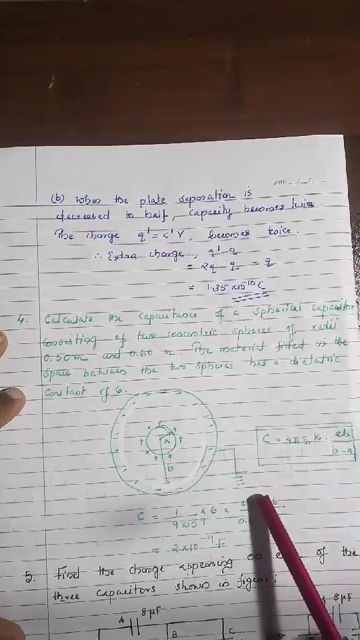 (b) When the plate separation is
decreased to half, capacity becomes twice.
The charge q' = C'V, becomes twice.
∴ Extra charge, q' - q
= 2q - q = q
= 1.35 × 10⁻¹⁰ C
4. Calculate the capacitance of a spherical capacitor
consisting of two concentric spheres of radii
0.50 m and 0.60 m. The material filled in the
space between the two spheres has a dielectric
constant of 6.
a
b
C = 4πε₀K · ab / b-a
C = 1 / 9×10⁹ × 6 ×
= 2×10⁻⁹ F
5. Find the charge appearing on each of the
three capacitors shown in figure:
A 8μF
8μF
B C